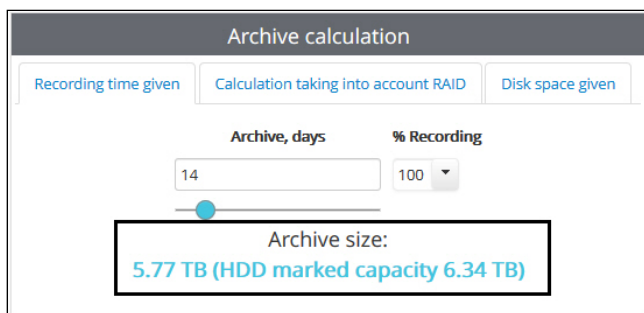 Archive calculation
Recording time given Calculation taking into account RAID Disk space given
Archive, days % Recording
14 100
Archive size:
5.77 TB (HDD marked capacity 6.34 TB)